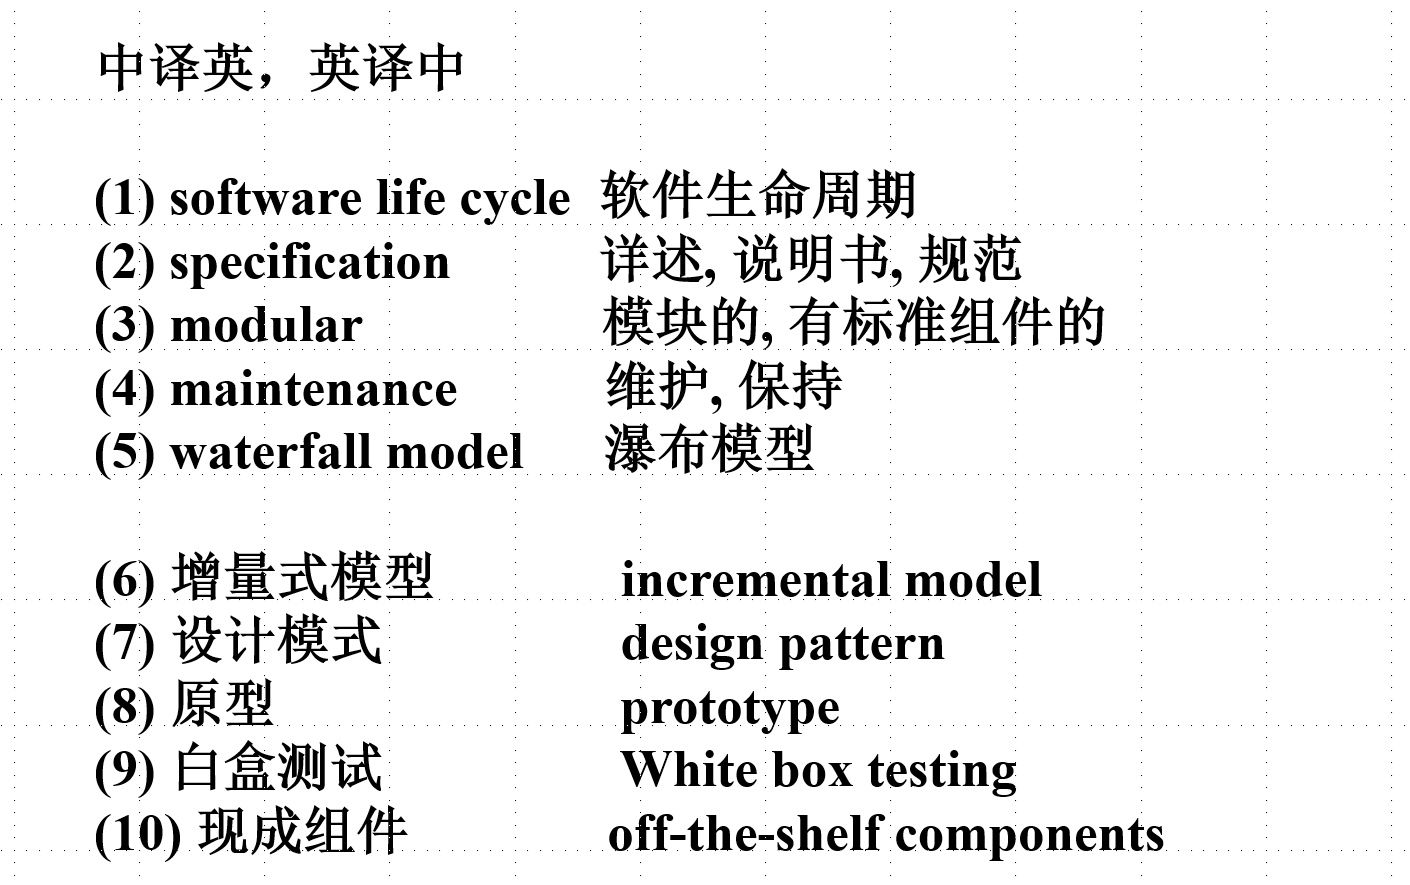 中译英，英译中
(1) software life cycle 软件生命周期
(2) specification 详述, 说明书, 规范
(3) modular 模块的, 有标准组件的
(4) maintenance 维护, 保持
(5) waterfall model 瀑布模型
(6) 增量式模型 incremental model
(7) 设计模式 design pattern
(8) 原型 prototype
(9) 白盒测试 White box testing
(10) 现成组件 off-the-shelf components